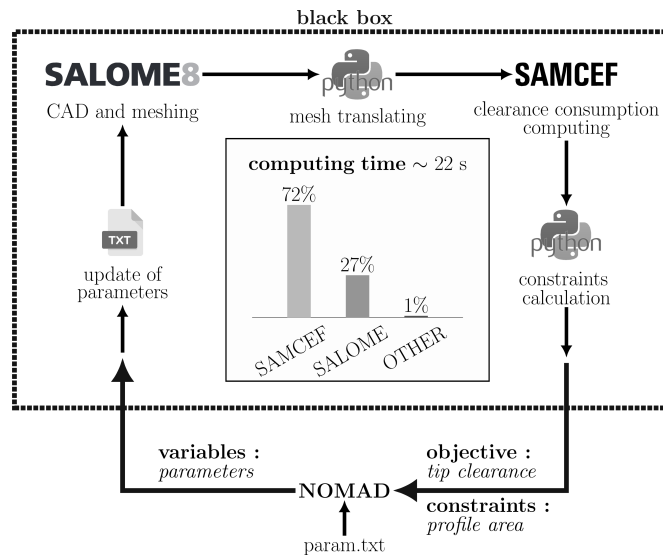 black box
SALOME8
python
SAMCEF
CAD and meshing
mesh translating
clearance consumption
computing
computing time ~ 22 s
72%
27%
1%
SAMCEF
SALOME
OTHER
TXT
update of
parameters
python
constraints
calculation
variables :
parameters
objective :
tip clearance
NOMAD
constraints :
profile area
param.txt